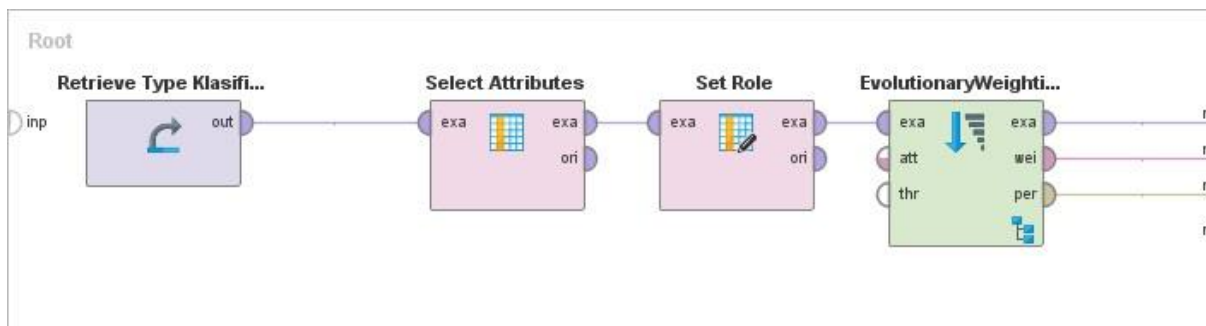 Root
Retrieve Type Klasifi...
Select Attributes
Set Role
EvolutionaryWeighti...
inp
out
exa
exa
ori
exa
exa
ori
exa
exa
att
wei
thr
per